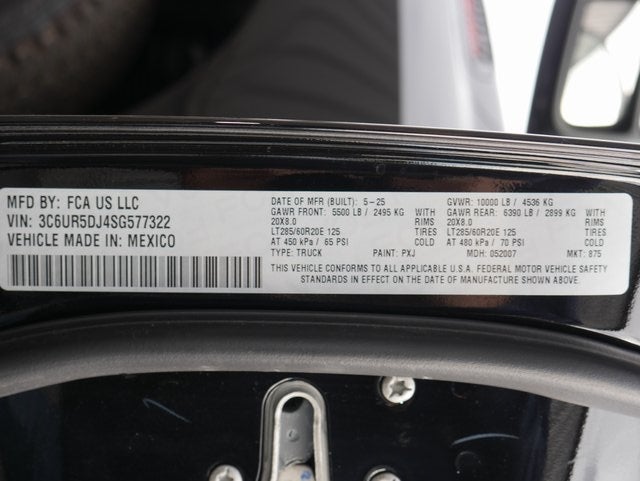 MFD BY: FCA US LLC
VIN: 3C6UR5DJ4SG577322
VEHICLE MADE IN: MEXICO
DATE OF MFR (BUILT): 5-25
GAWR FRONT: 5500 LB / 2495 KG
20X8.0 RIMS
LT285/60R20E 125 TIRES
AT 450 kPa / 65 PSI
TYPE: TRUCK PAINT: PXJ
GVWR: 10000 LB / 4536 KG
GAWR REAR: 6390 LB / 2899 KG WITH
20X8.0 RIMS
LT285/60R20E 125 TIRES
AT 480 kPa / 70 PSI COLD
MDH: 052007 MKT: 875
THIS VEHICLE CONFORMS TO ALL APPLICABLE U.S.A. FEDERAL MOTOR VEHICLE SAFETY
STANDARDS IN EFFECT ON THE DATE OF MANUFACTURE SHOWN ABOVE.